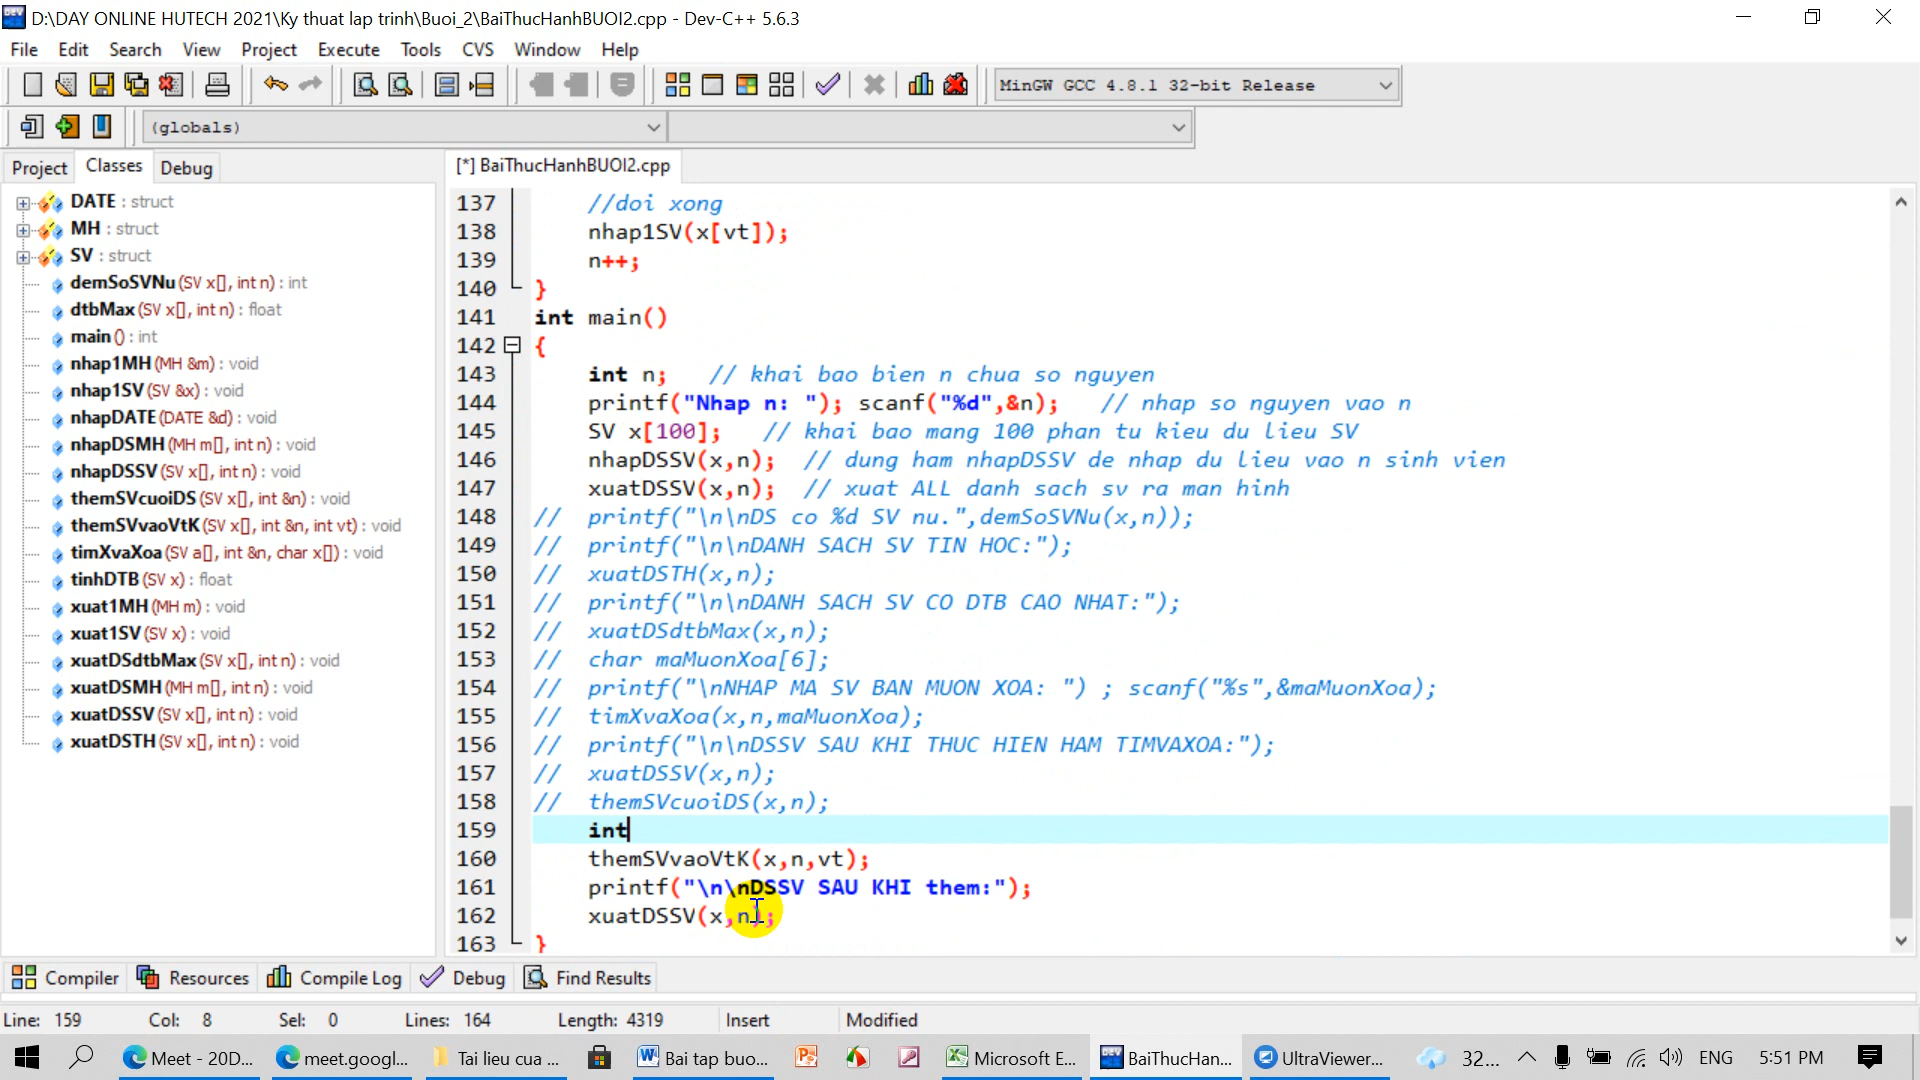 D:\DAY ONLINE HUTECH 2021\Ky thuat lap trinh\Buoi_2\BaiThucHanhBUOI2.cpp - Dev-C++ 5.6.3
File Edit Search View Project Execute Tools CVS Window Help
MinGW GCC 4.8.1 32-bit Release
(globals)
Project Classes Debug
[*] BaiThucHanhBUOI2.cpp
DATE : struct
MH : struct
SV : struct
demSoSVNu (SV x[], int n) : int
dtbMax (SV x[], int n) : float
main () : int
nhap1MH (MH &m) : void
nhap1SV (SV &x) : void
nhapDATE (DATE &d) : void
nhapDSMH (MH m[], int n) : void
nhapDSSV (SV x[], int n) : void
themSVcuoiDS (SV x[], int &n) : void
themSVvaoVtK (SV x[], int &n, int vt) : void
timXvaXoa (SV a[], int &n, char x[]) : void
tinhDTB (SV x) : float
xuat1MH (MH m) : void
xuat1SV (SV x) : void
xuatDSdtbMax (SV x[], int n) : void
xuatDSMH (MH m[], int n) : void
xuatDSSV (SV x[], int n) : void
xuatDSTH (SV x[], int n) : void
137 //doi xong
138 nhap1SV(x[vt]);
139 n++;
140 }
141 int main()
142 {
143 int n; // khai bao bien n chua so nguyen
144 printf("Nhap n: "); scanf("%d",&n); // nhap so nguyen vao n
145 SV x[100]; // khai bao mang 100 phan tu kieu du lieu SV
146 nhapDSSV(x,n); // dung ham nhapDSSV de nhap du lieu vao n sinh vien
147 xuatDSSV(x,n); // xuat ALL danh sach sv ra man hinh
148 // printf("\n\nDS co %d SV nu.",demSoSVNu(x,n));
149 // printf("\n\nDANH SACH SV TIN HOC:");
150 // xuatDSTH(x,n);
151 // printf("\n\nDANH SACH SV CO DTB CAO NHAT:");
152 // xuatDSdtbMax(x,n);
153 // char maMuonXoa[6];
154 // printf("\nNHAP MA SV BAN MUON XOA: ") ; scanf("%s",&maMuonXoa);
155 // timXvaXoa(x,n,maMuonXoa);
156 // printf("\n\nDSSV SAU KHI THUC HIEN HAM TIMVAXOA:");
157 // xuatDSSV(x,n);
158 // themSVcuoiDS(x,n);
159 int
160 themSVvaoVtK(x,n,vt);
161 printf("\n\nDSSV SAU KHI them:");
162 xuatDSSV(x,n);
163 }
Compiler Resources Compile Log Debug Find Results
Line: 159 Col: 8 Sel: 0 Lines: 164 Length: 4319 Insert Modified
Meet - 20D... meet.googl... Tai lieu cua ... Bai tap buo... Microsoft E... BaiThucHan... UltraViewer... 32... ENG 5:51 PM